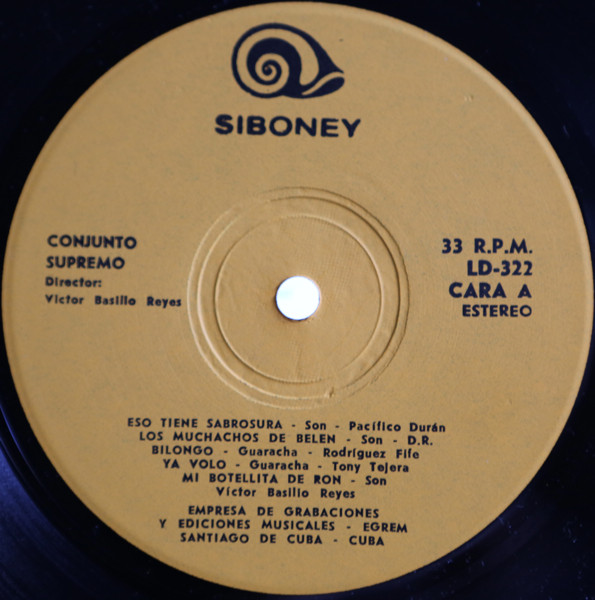 SIBONEY
CONJUNTO
SUPREMO
Director:
Victor Basilio Reyes
33 R.P.M.
LD-322
CARA A
ESTEREO
ESO TIENE SABROSURA - Son - Pacífico Durán
LOS MUCHACHOS DE BELEN - Son - D.R.
BILONGO - Guaracha - Rodríguez Fife
YA VOLO - Guaracha - Tony Tejera
MI BOTELLITA DE RON - Son
Víctor Basilio Reyes
EMPRESA DE GRABACIONES
Y EDICIONES MUSICALES - EGREM
SANTIAGO DE CUBA - CUBA